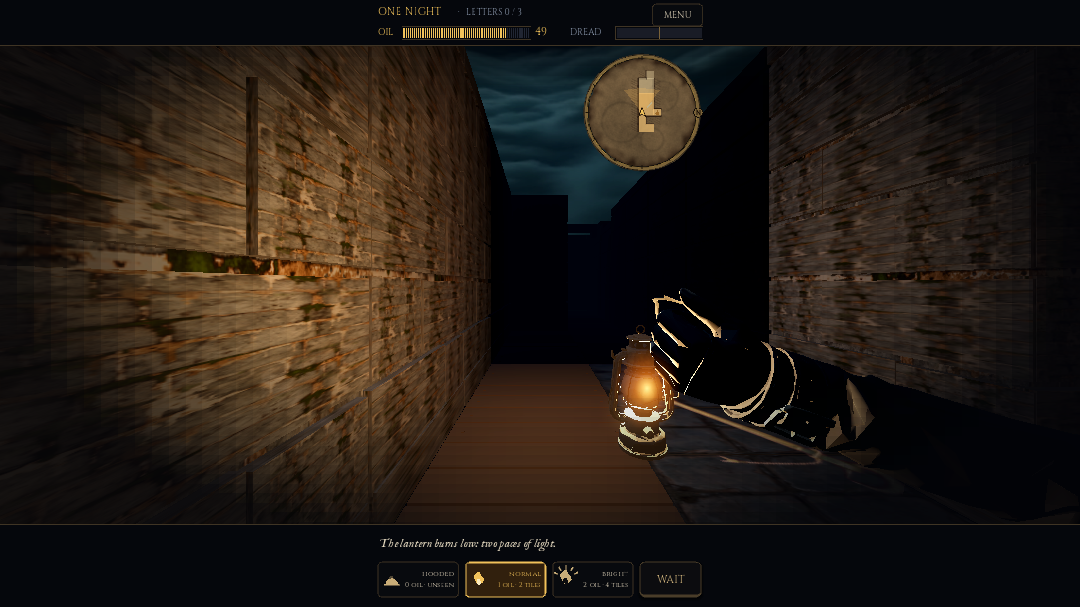 ONE NIGHT · LETTERS 0 / 3
MENU
OIL 49 DREAD
The lantern burns low: two paces of light.
HOODED
0 OIL · UNSEEN
NORMAL
1 OIL · 2 TILES
BRIGHT
2 OIL · 4 TILES
WAIT